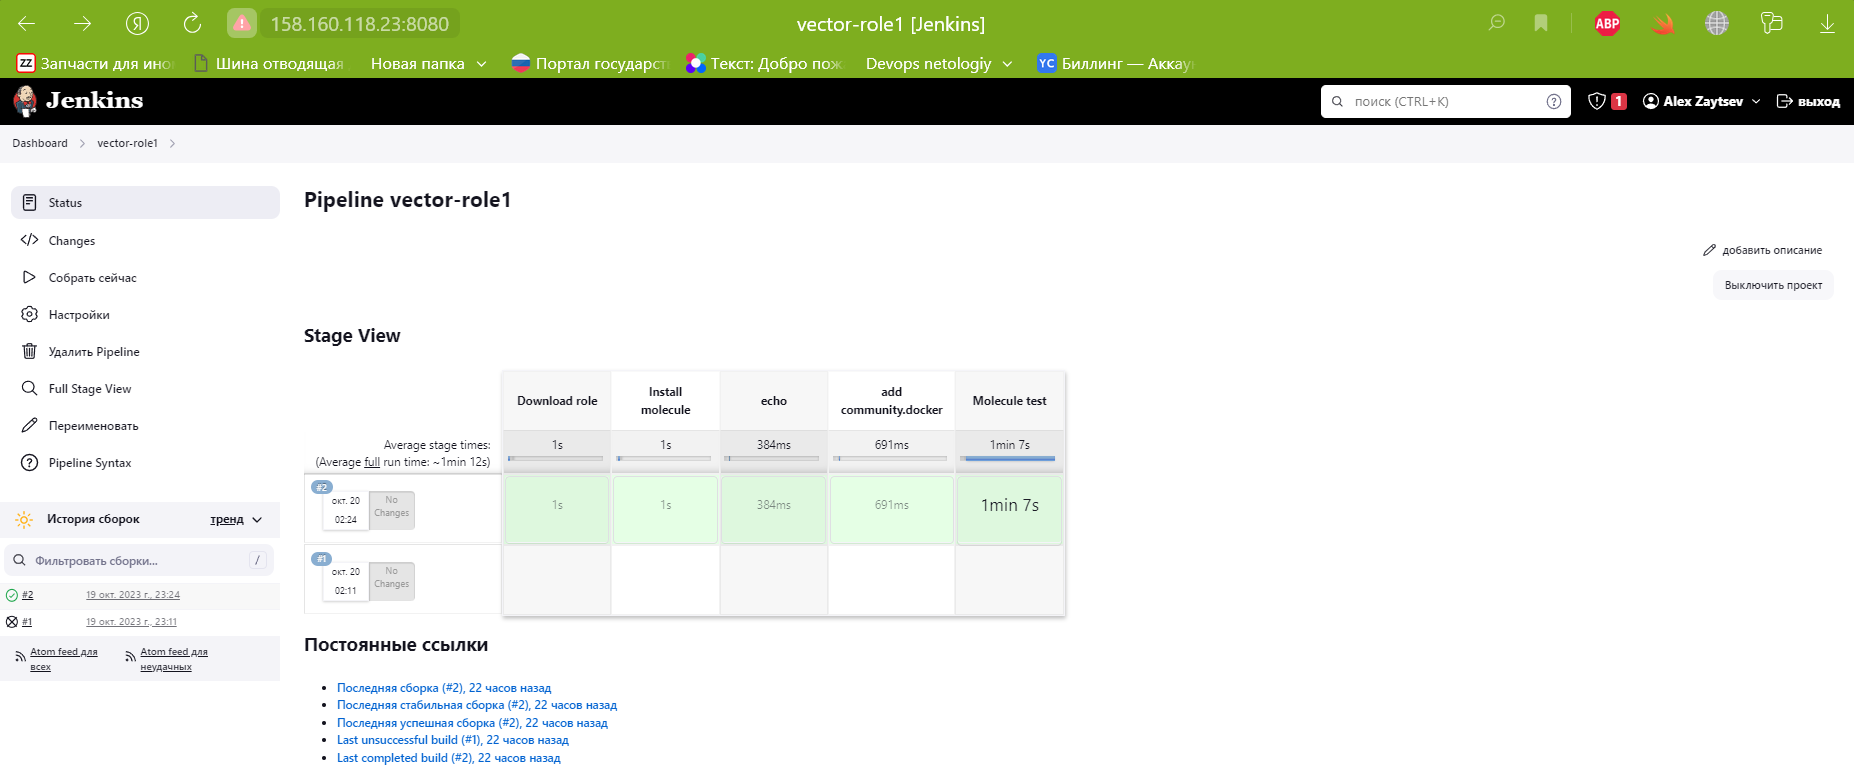 158.160.118.23:8080
vector-role1 [Jenkins]
ABP
ZZ Запчасти для ино
Шина отводящая
Новая папка
Портал государст
Текст: Добро пож
Devops netologiy
YC Биллинг — Аккау
Jenkins
поиск (CTRL+K)
1
Alex Zaytsev
выход
Dashboard
vector-role1
Status
Changes
Собрать сейчас
Настройки
Удалить Pipeline
Full Stage View
Переименовать
Pipeline Syntax
История сборок
тренд
Фильтровать сборки...
/
#2 19 окт. 2023 г., 23:24
#1 19 окт. 2023 г., 23:11
Atom feed для
всех
Atom feed для
неудачных
Pipeline vector-role1
добавить описание
Выключить проект
Stage View
Download role
Install
molecule
echo
add
community.docker
Molecule test
Average stage times:
(Average full run time: ~1min 12s)
1s
1s
384ms
691ms
1min 7s
#2
окт. 20
02:24
No
Changes
1s
1s
384ms
691ms
1min 7s
#1
окт. 20
02:11
No
Changes
Постоянные ссылки
Последняя сборка (#2), 22 часов назад
Последняя стабильная сборка (#2), 22 часов назад
Последняя успешная сборка (#2), 22 часов назад
Last unsuccessful build (#1), 22 часов назад
Last completed build (#2), 22 часов назад